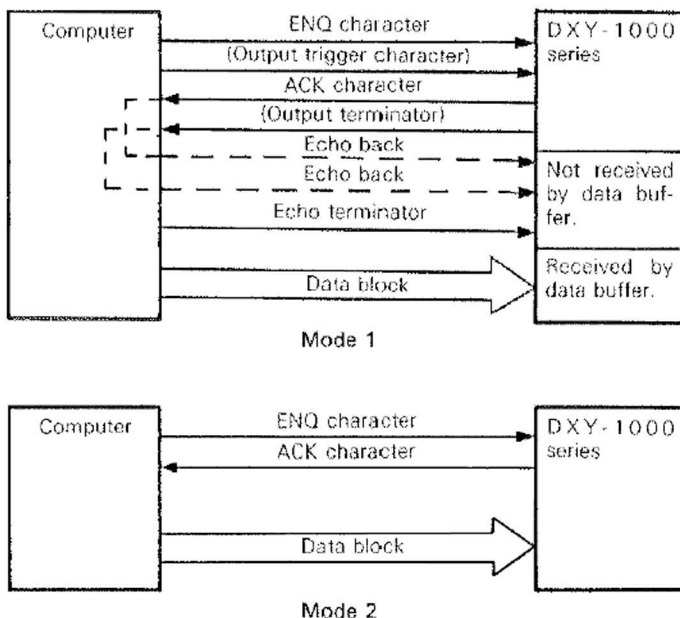 Computer
ENQ character
(Output trigger character)
ACK character
(Output terminator)
Echo back
Echo back
Echo terminator
Data block
DXY-1000
series
Not received
by data buf-
fer.
Received by
data buffer.
Mode 1
Computer
ENQ character
ACK character
Data block
DXY-1000
series
Mode 2